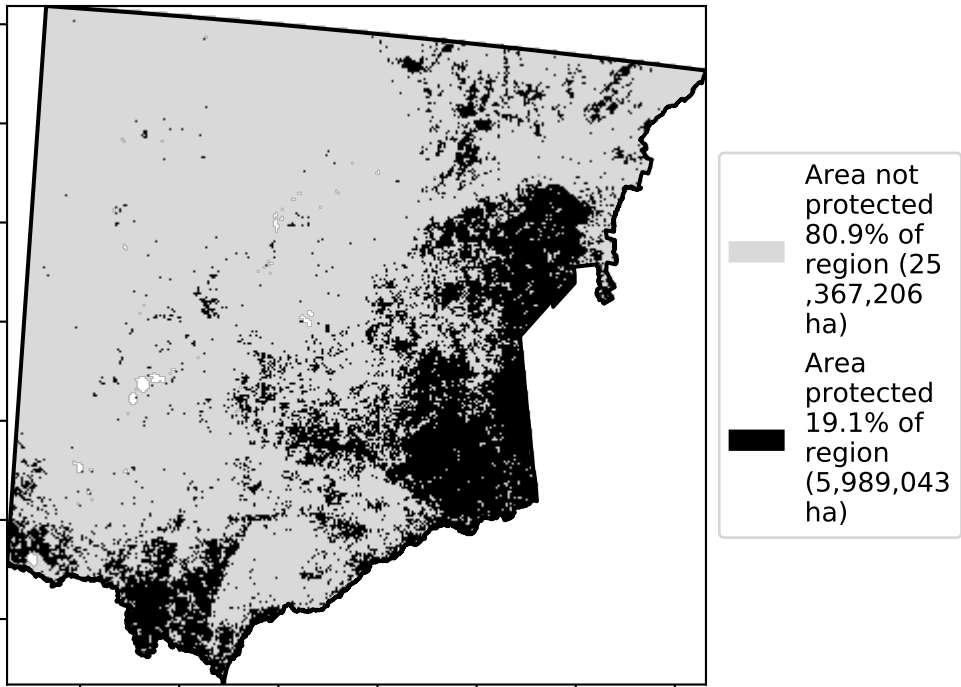 Area not
protected
80.9% of
region (25
,367,206
ha)
Area
protected
19.1% of
region
(5,989,043
ha)